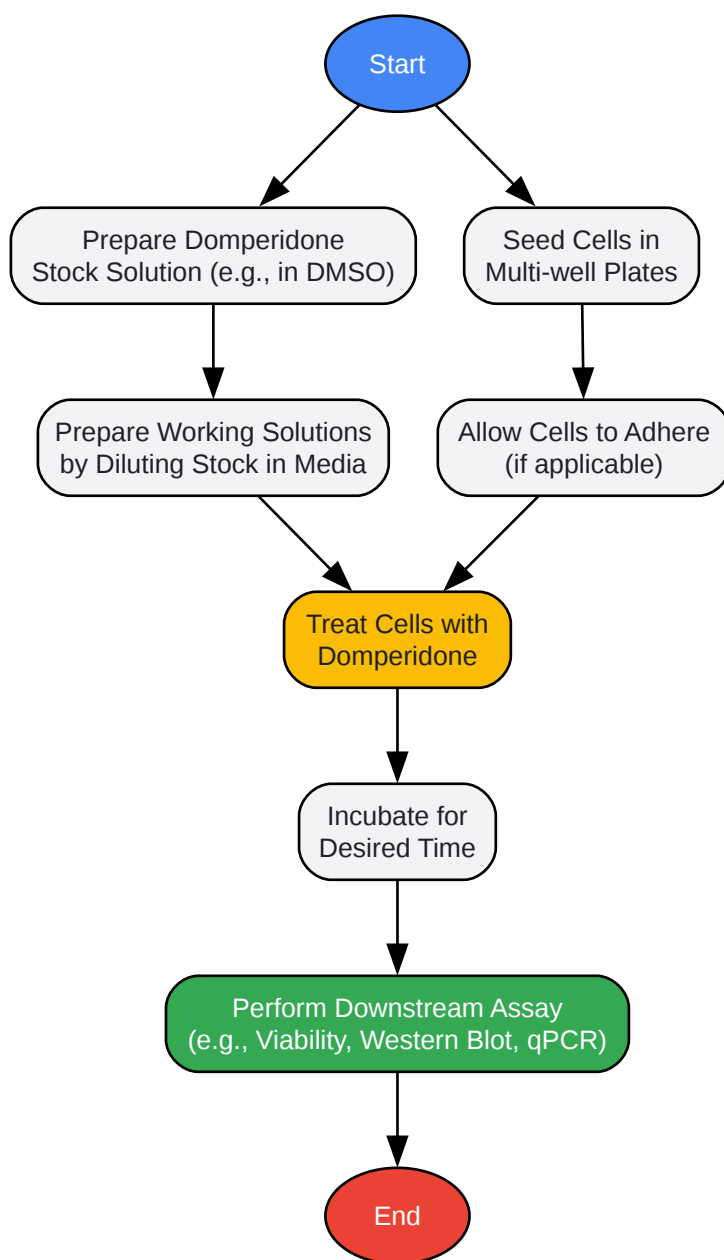 Start
Prepare Domperidone
Stock Solution (e.g., in DMSO)
Seed Cells in
Multi-well Plates
Prepare Working Solutions
by Diluting Stock in Media
Allow Cells to Adhere
(if applicable)
Treat Cells with
Domperidone
Incubate for
Desired Time
Perform Downstream Assay
(e.g., Viability, Western Blot, qPCR)
End